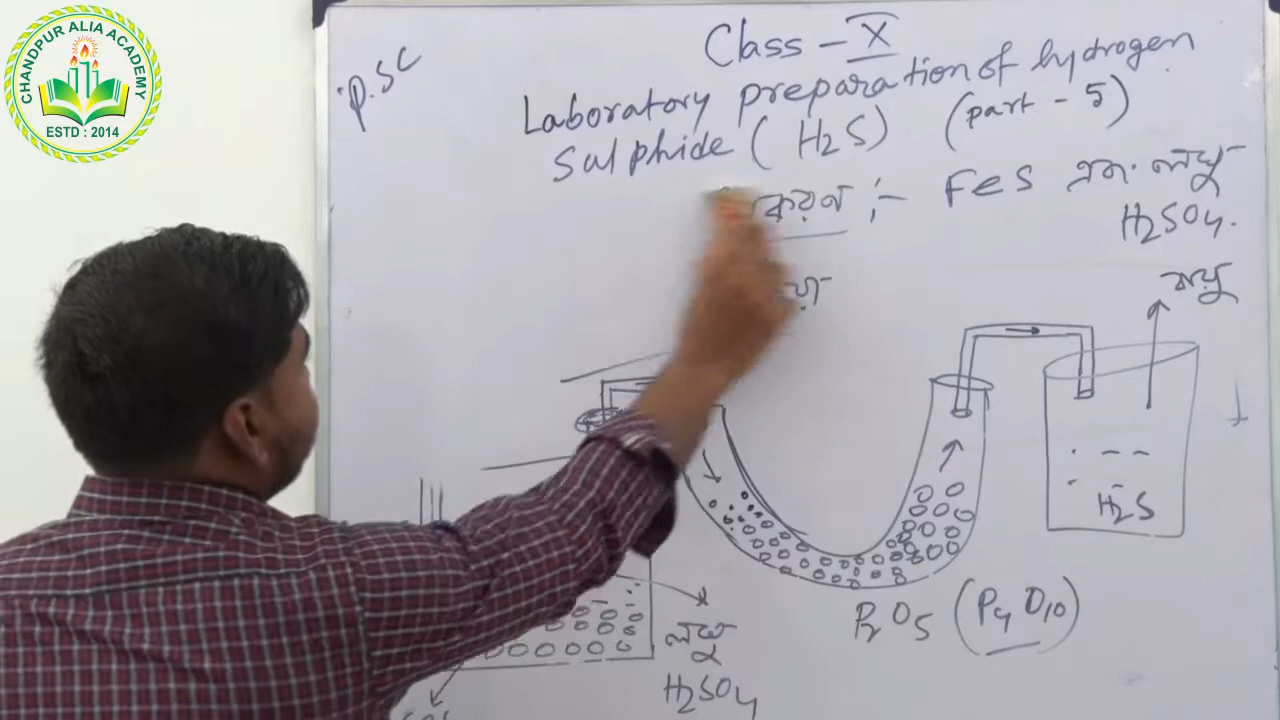 CHANDPUR ALIA ACADEMY
ESTD : 2014
P.SC
Class - X
Laboratory preparation of hydrogen
Sulphide (H2S) (part - 5)
করণ :- FeS এবং লঘু
H2SO4.
বায়ু
H2S
P2O5 (P4O10)
লঘু
H2SO4